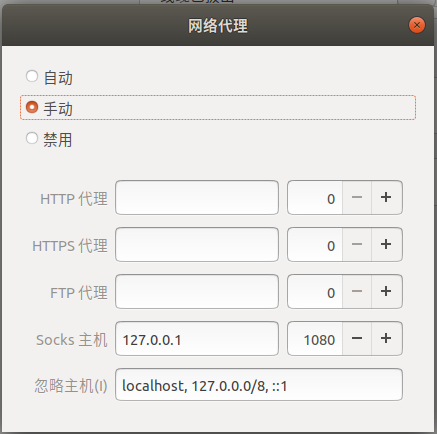 网络代理
自动
手动
禁用
HTTP 代理 0 − +
HTTPS 代理 0 − +
FTP 代理 0 − +
Socks 主机 127.0.0.1 1080 − +
忽略主机(I) localhost, 127.0.0.0/8, ::1